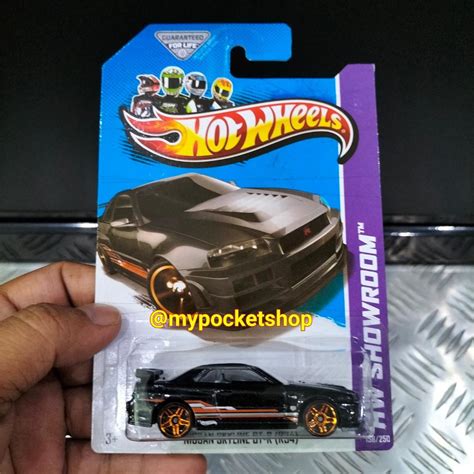 GUARANTEED
FOR LIFE
HOT WHEELS
HW SHOWROOM™
@mypocketshop
3+
NISSAN SKYLINE GT-R (R34)